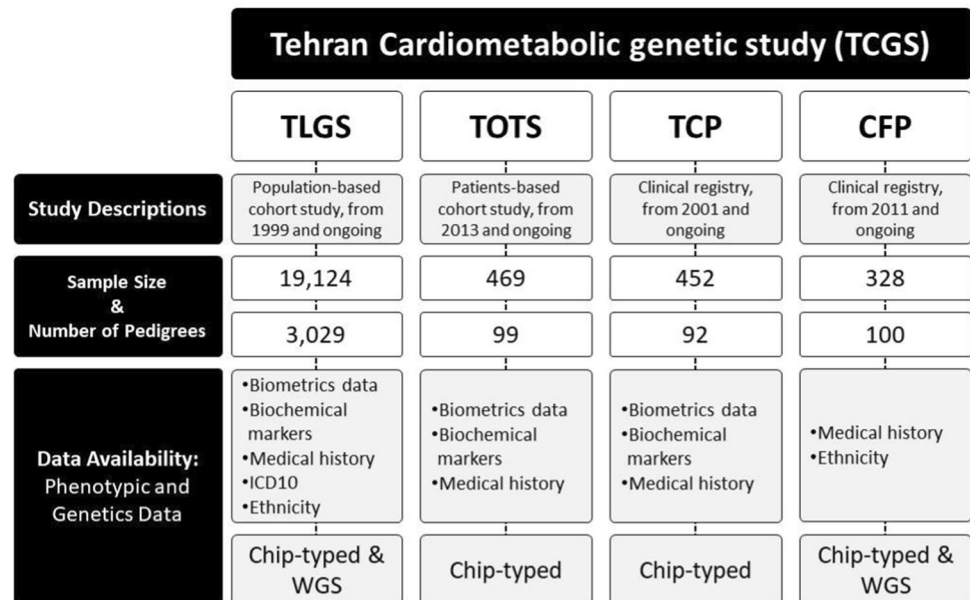 Tehran Cardiometabolic genetic study (TCGS)
TLGS
TOTS
TCP
CFP
Study Descriptions
Population-based
cohort study, from
1999 and ongoing
Patients-based
cohort study, from
2013 and ongoing
Clinical registry,
from 2001 and
ongoing
Clinical registry,
from 2011 and
ongoing
Sample Size
&
Number of Pedigrees
19,124
469
452
328
3,029
99
92
100
Data Availability:
Phenotypic and
Genetics Data
•Biometrics data
•Biochemical
markers
•Medical history
•ICD10
•Ethnicity
•Biometrics data
•Biochemical
markers
•Medical history
•Biometrics data
•Biochemical
markers
•Medical history
•Medical history
•Ethnicity
Chip-typed &
WGS
Chip-typed
Chip-typed
Chip-typed &
WGS